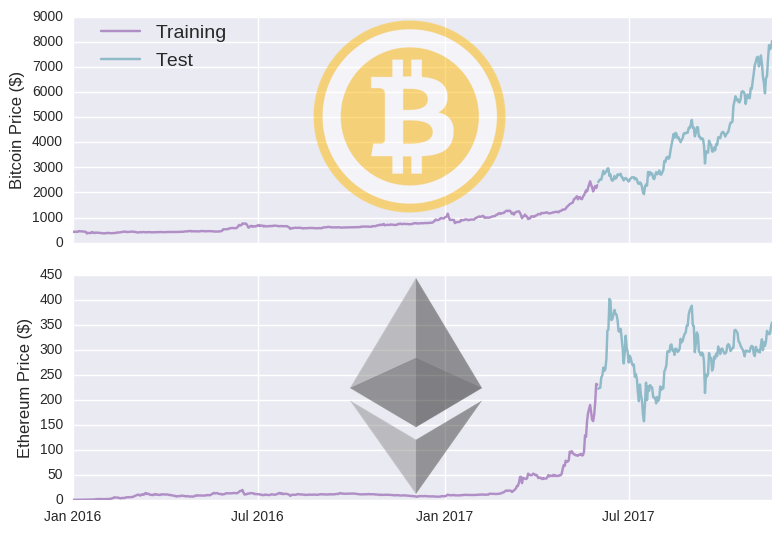 9000
8000
7000
6000
5000
4000
3000
2000
1000
0
Bitcoin Price ($)
Training
Test
450
400
350
300
250
200
150
100
50
0
Ethereum Price ($)
Jan 2016
Jul 2016
Jan 2017
Jul 2017